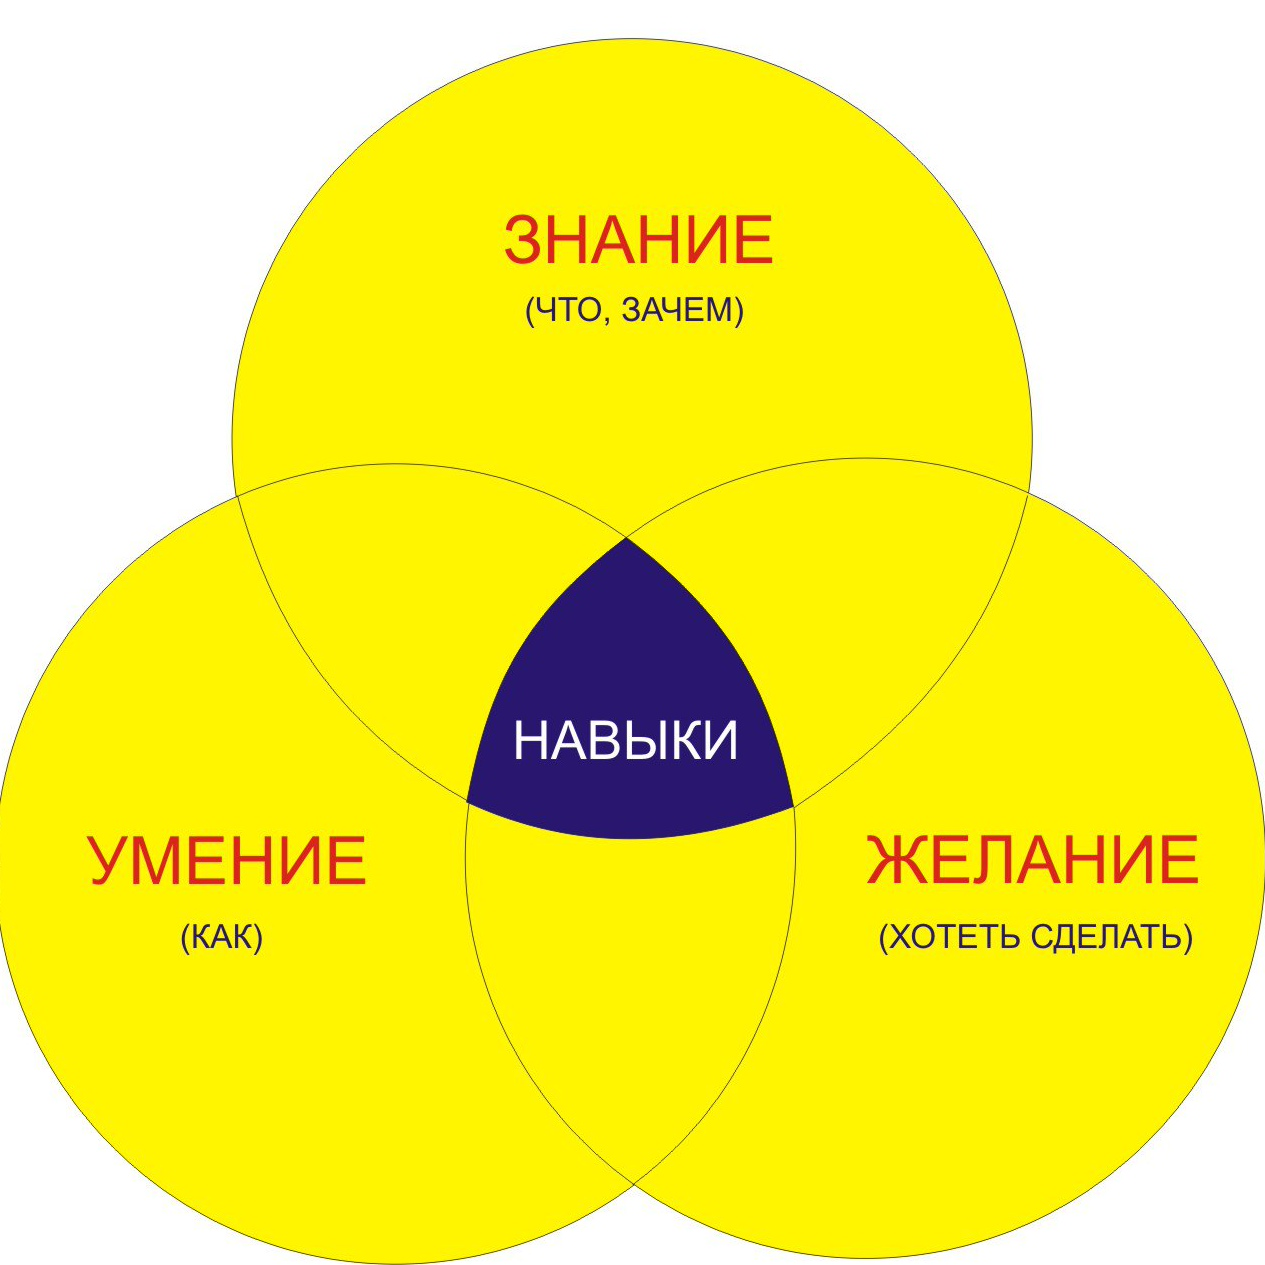 ЗНАНИЕ
(ЧТО, ЗАЧЕМ)
НАВЫКИ
УМЕНИЕ
(КАК)
ЖЕЛАНИЕ
(ХОТЕТЬ СДЕЛАТЬ)